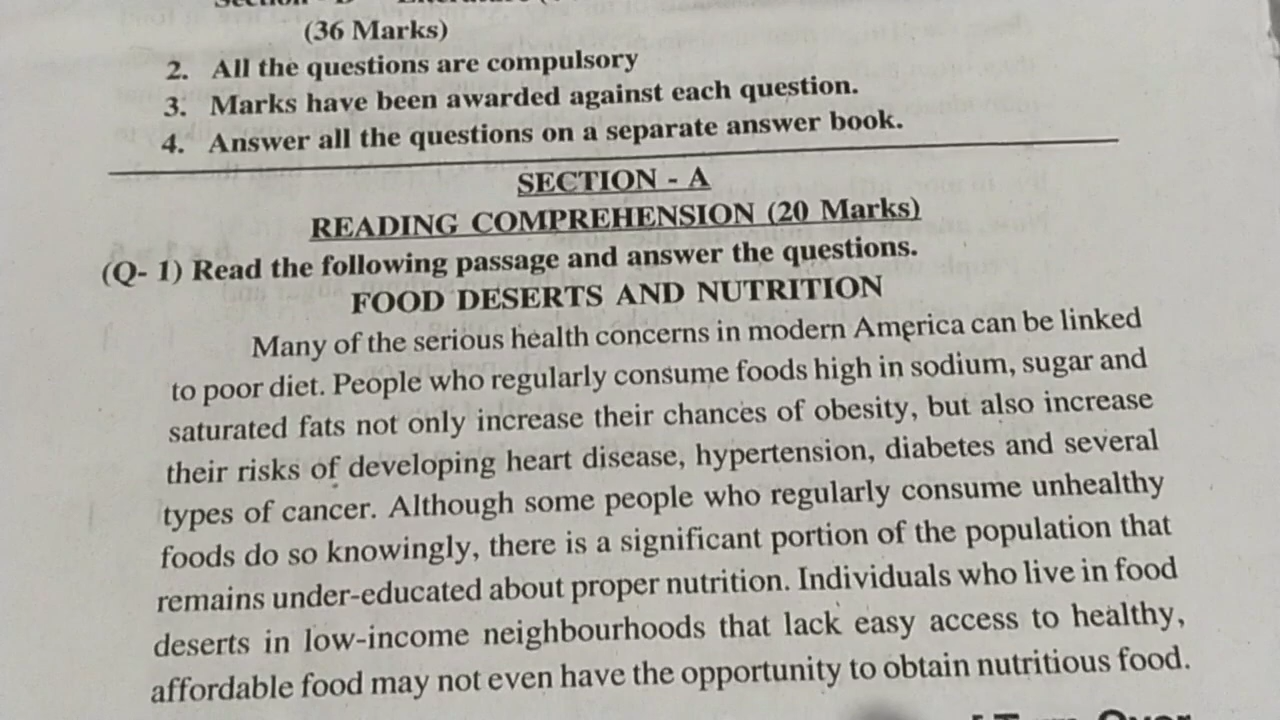 (36 Marks)
2. All the questions are compulsory
3. Marks have been awarded against each question.
4. Answer all the questions on a separate answer book.
SECTION - A
READING COMPREHENSION (20 Marks)
(Q- 1) Read the following passage and answer the questions.
FOOD DESERTS AND NUTRITION
Many of the serious health concerns in modern America can be linked
to poor diet. People who regularly consume foods high in sodium, sugar and
saturated fats not only increase their chances of obesity, but also increase
their risks of developing heart disease, hypertension, diabetes and several
types of cancer. Although some people who regularly consume unhealthy
foods do so knowingly, there is a significant portion of the population that
remains under-educated about proper nutrition. Individuals who live in food
deserts in low-income neighbourhoods that lack easy access to healthy,
affordable food may not even have the opportunity to obtain nutritious food.